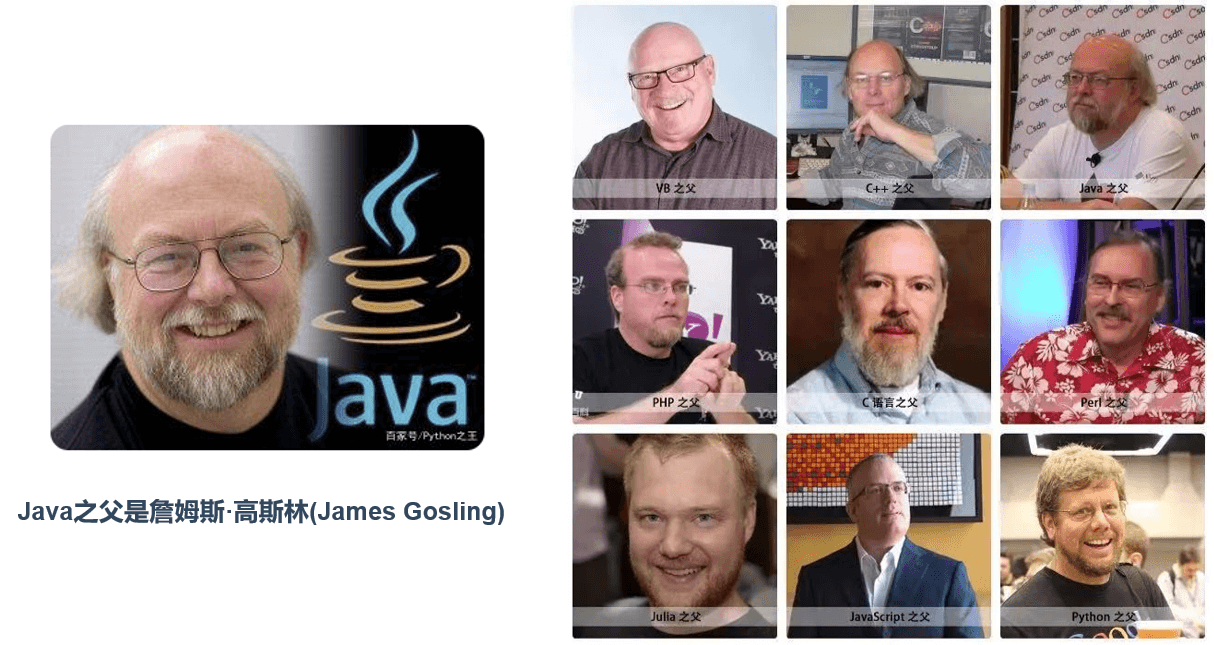 Java™
百家号/Python之王
Java之父是詹姆斯·高斯林(James Gosling)
VB 之父
C++ 之父
Java 之父
PHP 之父
C 语言之父
Perl 之父
Julia 之父
JavaScript 之父
Python 之父